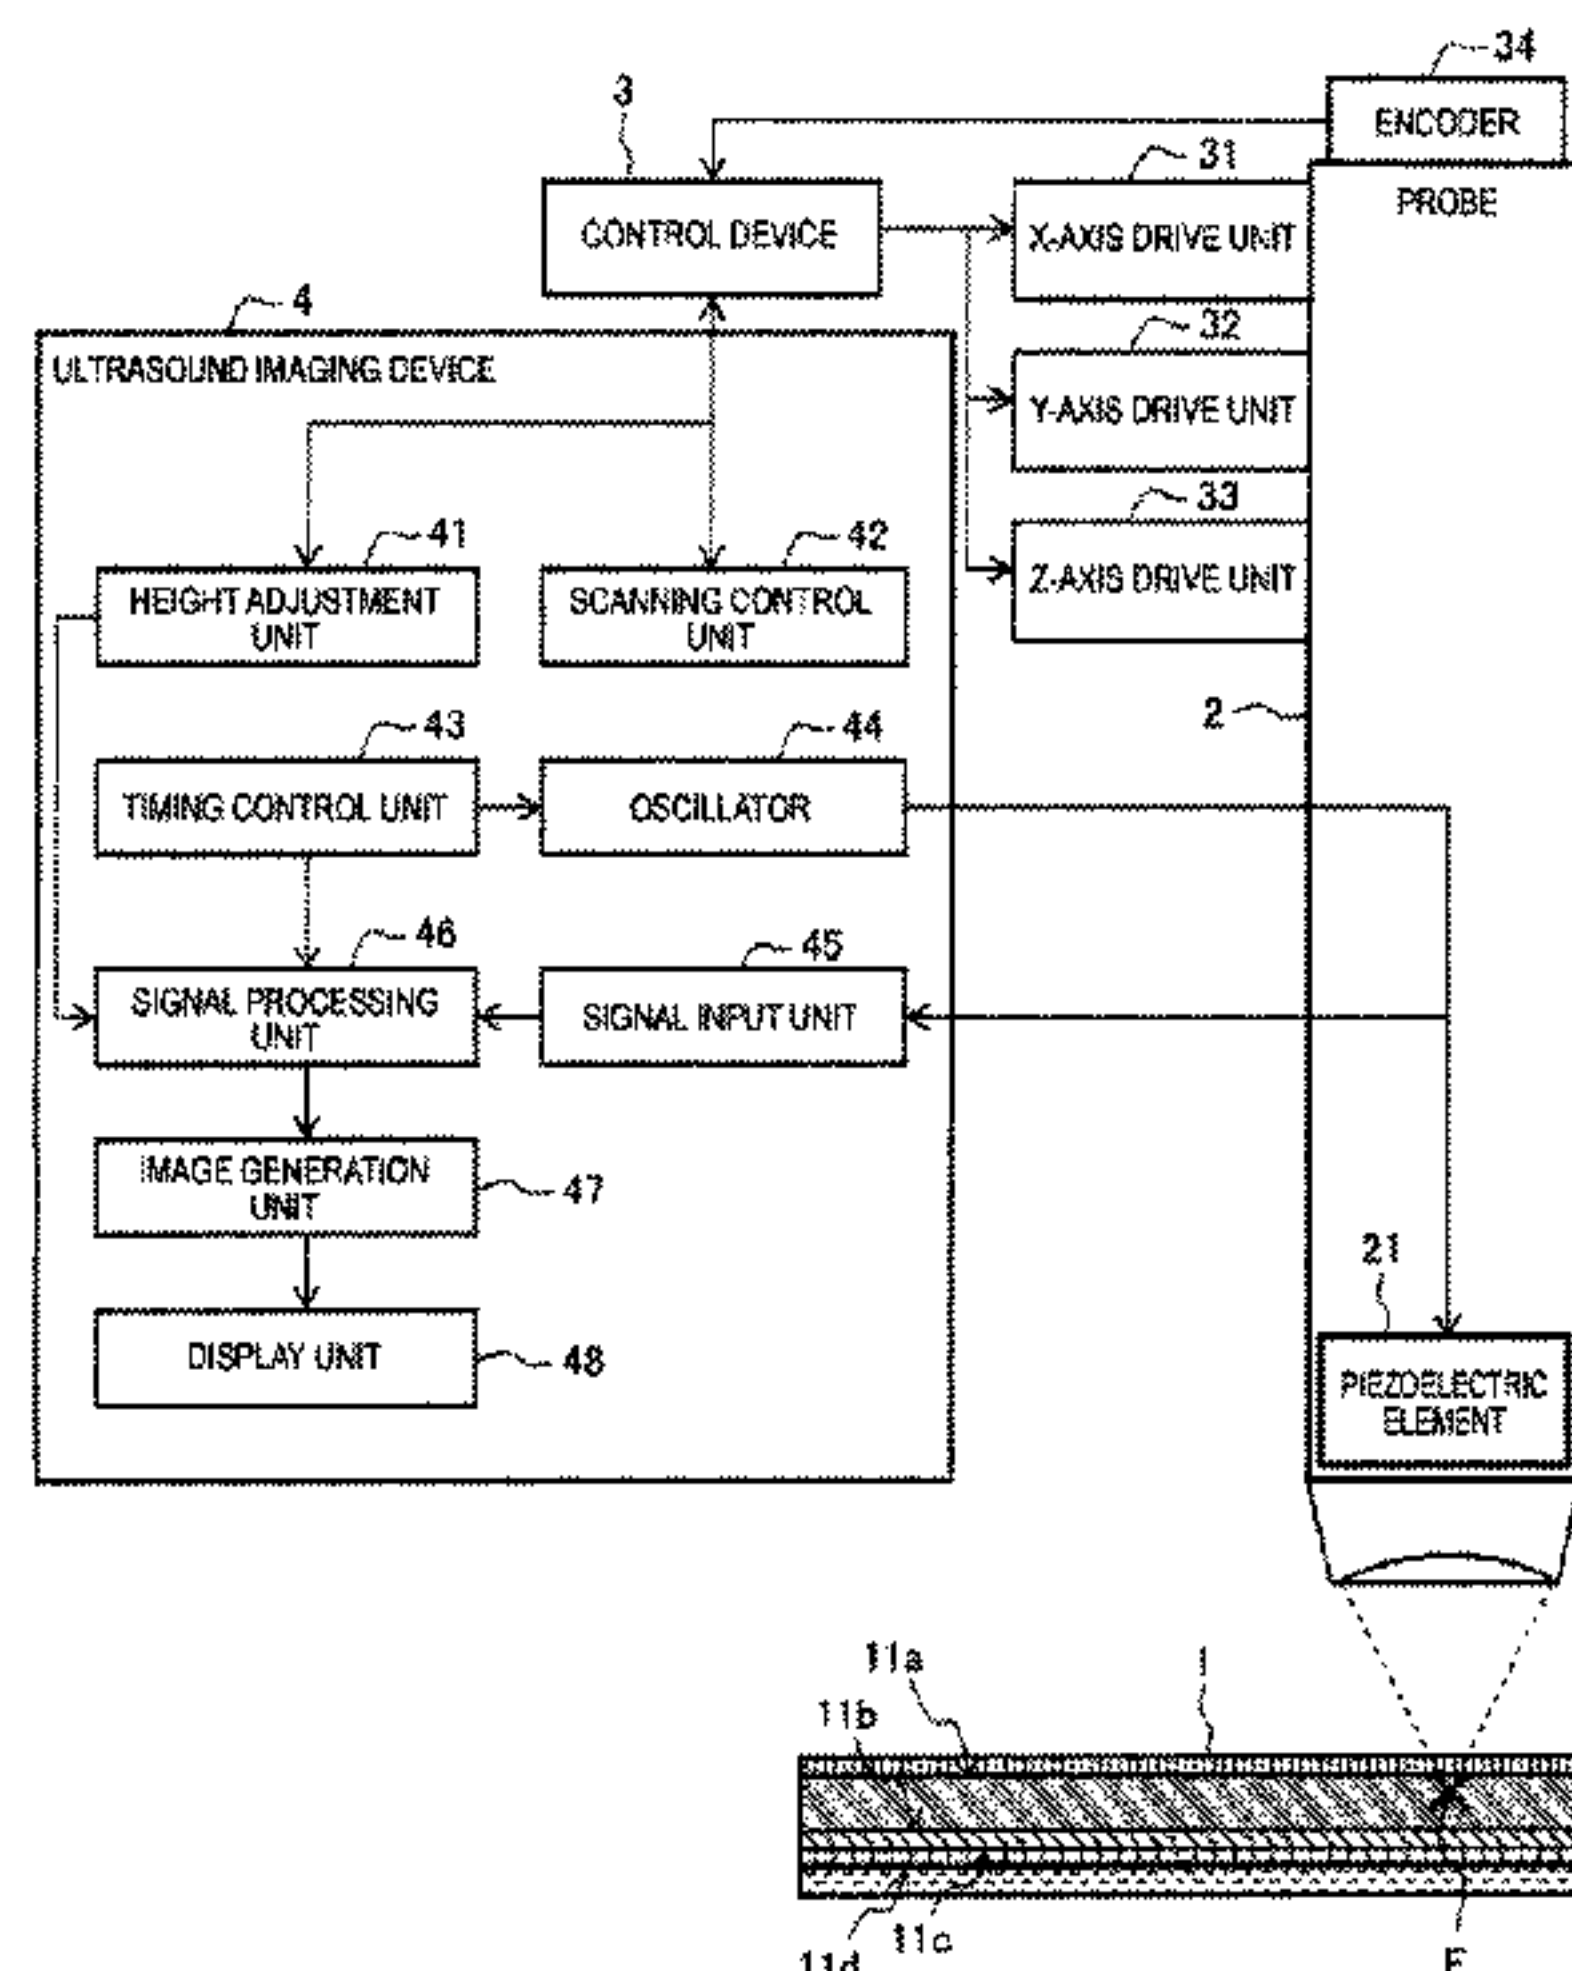 34
3
ENCODER
31
PROBE
CONTROL DEVICE
X-AXIS DRIVE UNIT
4
32
ULTRASOUND IMAGING DEVICE
Y-AXIS DRIVE UNIT
33
41
42
Z-AXIS DRIVE UNIT
HEIGHT ADJUSTMENT
UNIT
SCANNING CONTROL
UNIT
2
43
44
TIMING CONTROL UNIT
OSCILLATOR
46
45
SIGNAL PROCESSING
UNIT
SIGNAL INPUT UNIT
IMAGE GENERATION
UNIT
47
21
DISPLAY UNIT
48
PIEZOELECTRIC
ELEMENT
11a
1
11b
11c
11d